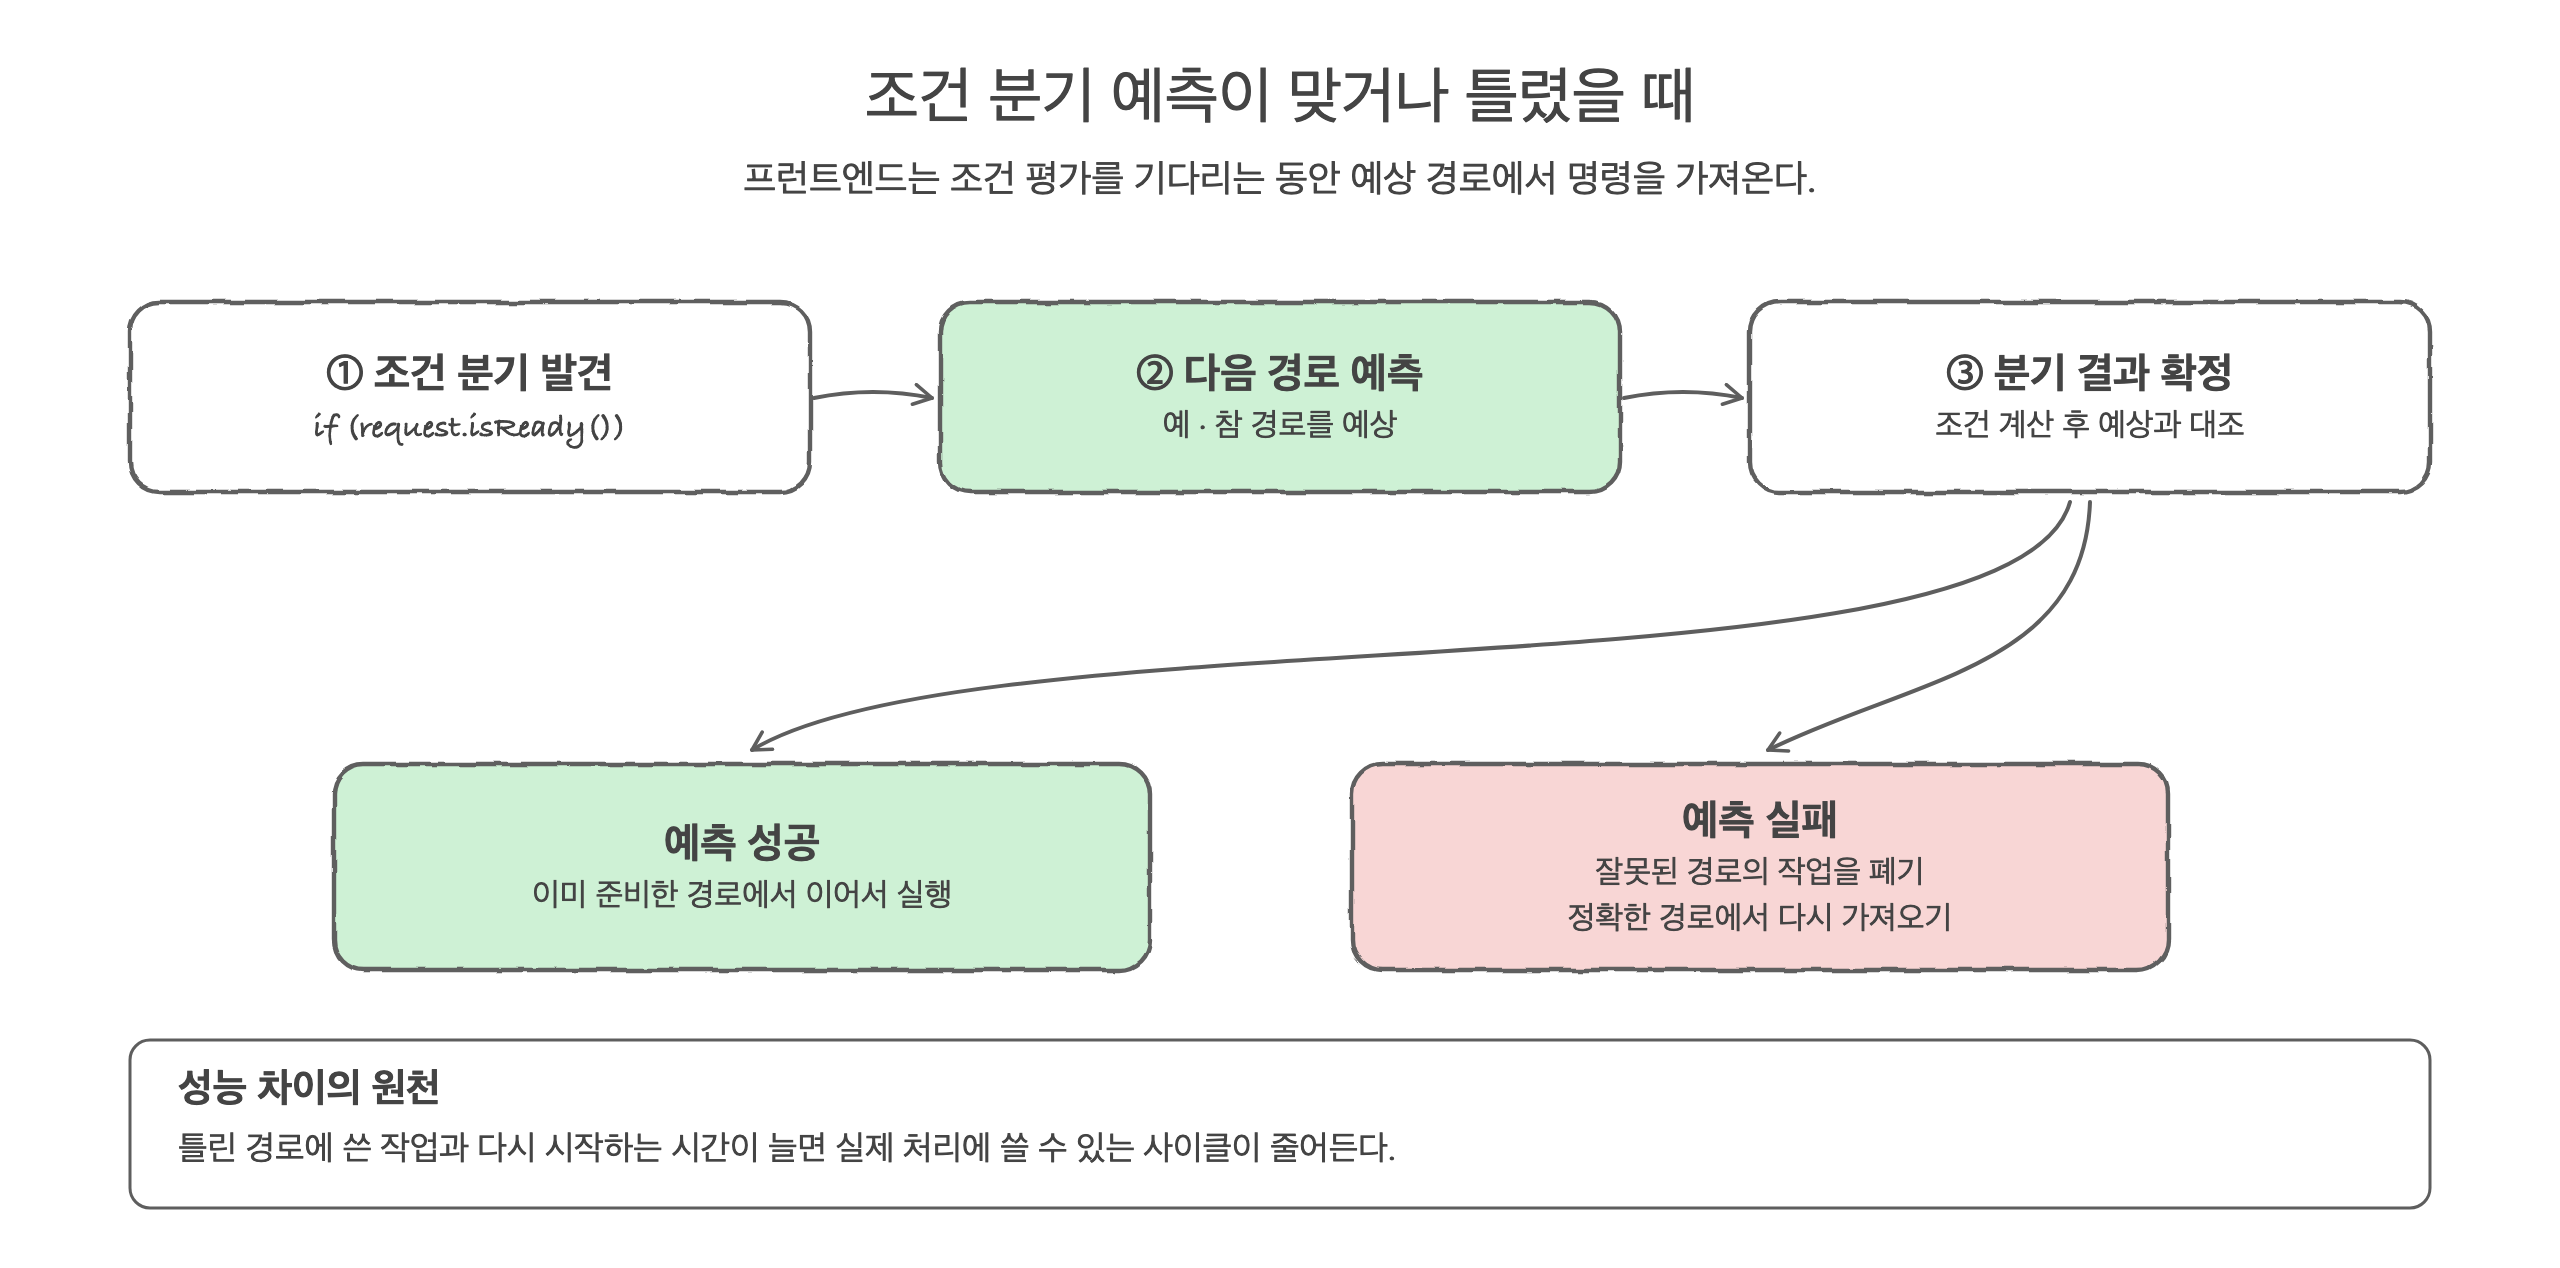 조건 분기 예측이 맞거나 틀렸을 때
프런트엔드는 조건 평가를 기다리는 동안 예상 경로에서 명령을 가져온다.
① 조건 분기 발견
if (request.isReady())
② 다음 경로 예측
예 · 참 경로를 예상
③ 분기 결과 확정
조건 계산 후 예상과 대조
예측 성공
이미 준비한 경로에서 이어서 실행
예측 실패
잘못된 경로의 작업을 폐기
정확한 경로에서 다시 가져오기
성능 차이의 원천
틀린 경로에 쓴 작업과 다시 시작하는 시간이 늘면 실제 처리에 쓸 수 있는 사이클이 줄어든다.